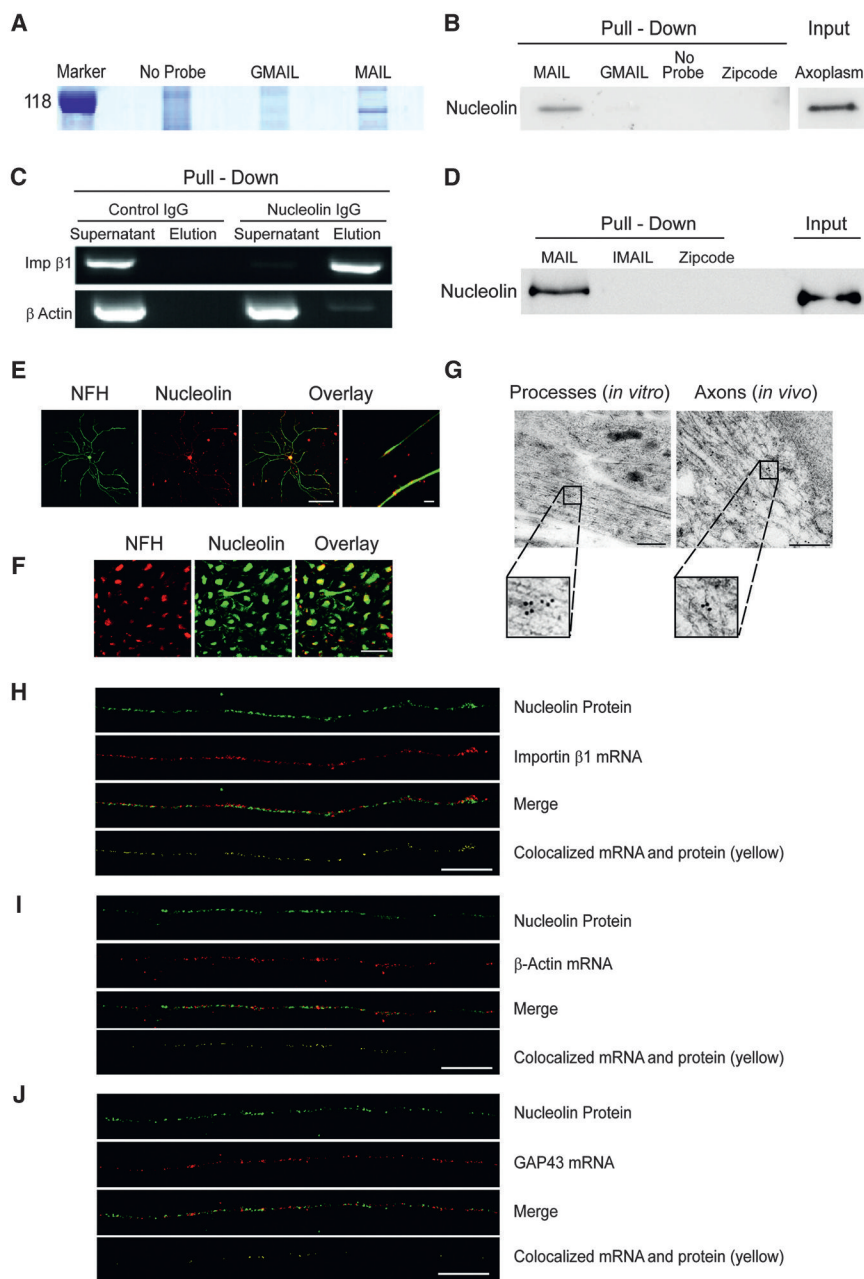 A
Marker No Probe GMAIL MAIL
118
B
Pull - Down Input
MAIL GMAIL No Probe Zipcode Axoplasm
Nucleolin
C
Pull - Down
Control IgG Nucleolin IgG
Supernatant Elution Supernatant Elution
Imp β1
β Actin
D
Pull - Down Input
MAIL IMAIL Zipcode
Nucleolin
E
NFH Nucleolin Overlay
F
NFH Nucleolin Overlay
G
Processes (in vitro) Axons (in vivo)
H
Nucleolin Protein
Importin β1 mRNA
Merge
Colocalized mRNA and protein (yellow)
I
Nucleolin Protein
β-Actin mRNA
Merge
Colocalized mRNA and protein (yellow)
J
Nucleolin Protein
GAP43 mRNA
Merge
Colocalized mRNA and protein (yellow)